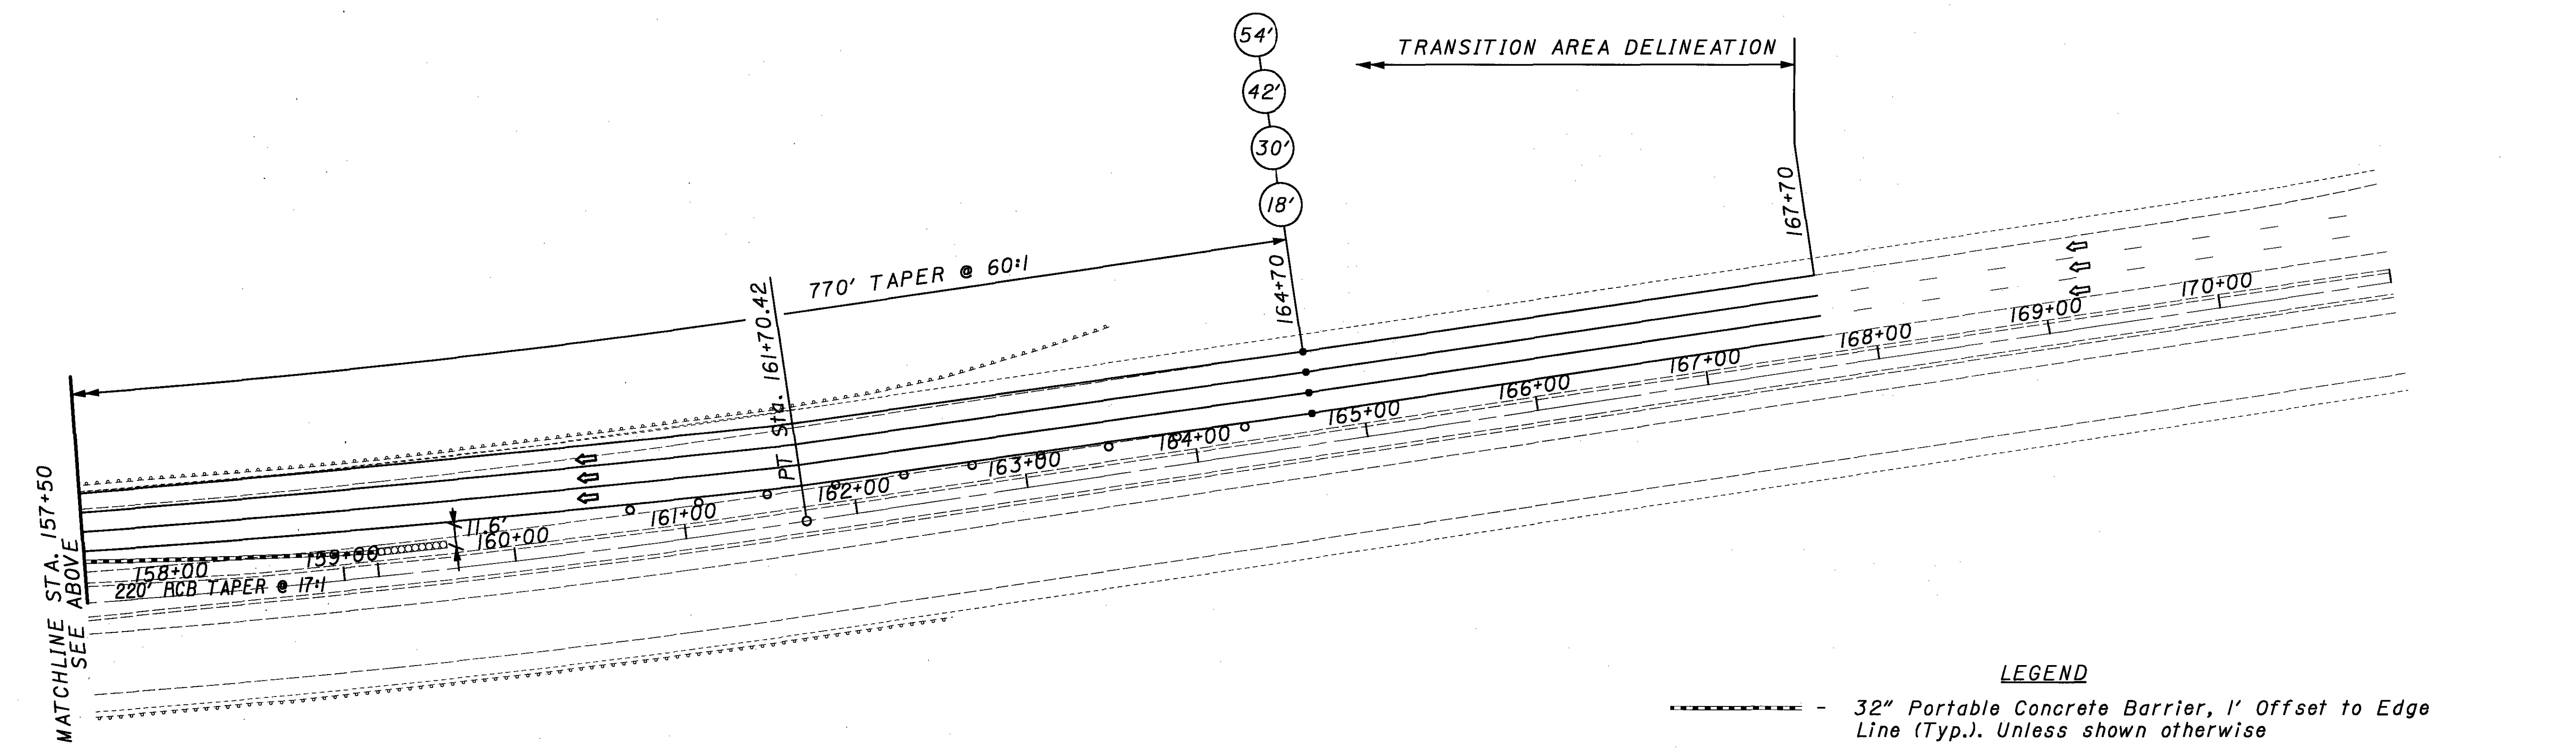 54'
42'
30'
18'
TRANSITION AREA DELINEATION
167+70
164+70
770' TAPER @ 60:1
PT Sta. 161+70.42
MATCHLINE STA. 157+50
SEE ABOVE
11.6'
158+00
159+00
160+00
161+00
162+00
163+00
164+00
165+00
166+00
167+00
168+00
169+00
170+00
220' RCB TAPER @ 17:1
LEGEND
- 32" Portable Concrete Barrier, 1' Offset to Edge
Line (Typ.). Unless shown otherwise